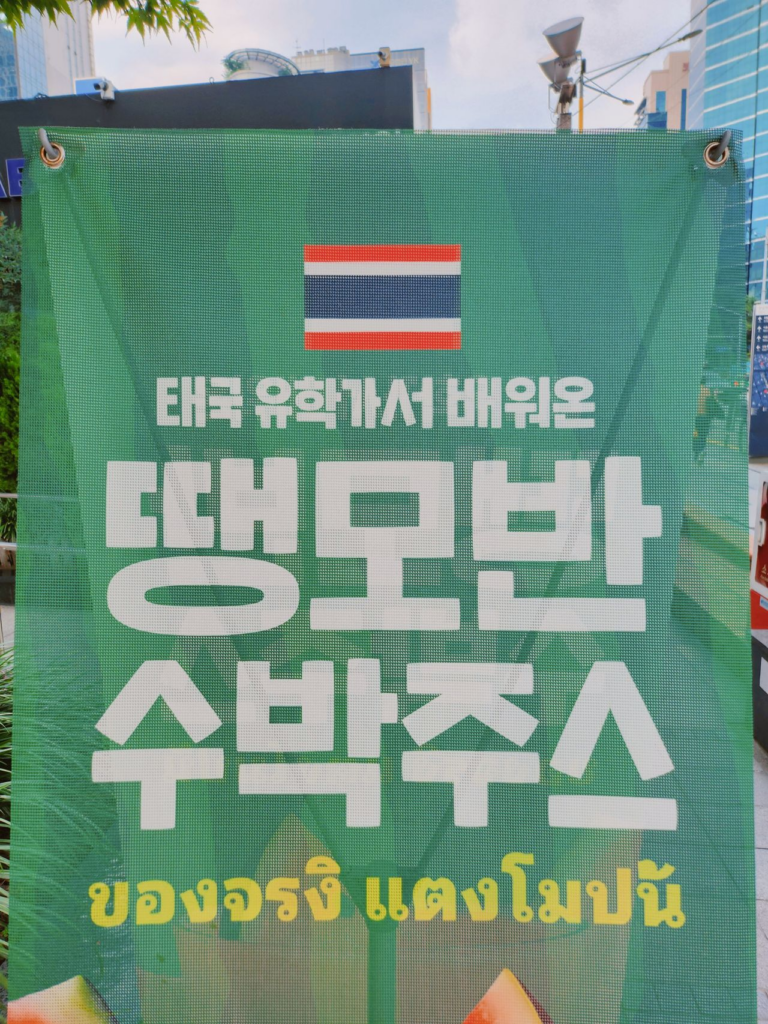 태국 유학가서 배워온
땡모반
수박주스
ของจรงิ แตงโมปน้